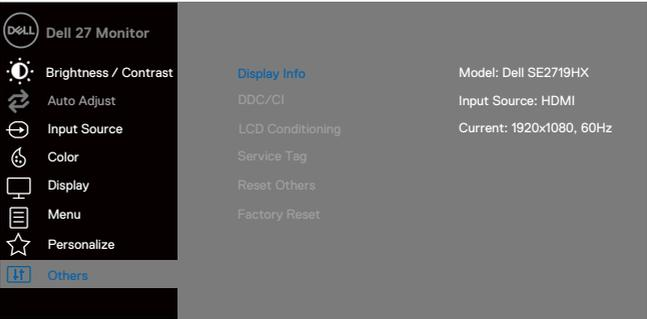 DELL
Dell 27 Monitor
Brightness / Contrast
Auto Adjust
Input Source
Color
Display
Menu
Personalize
Others
Display Info
DDC/CI
LCD Conditioning
Service Tag
Reset Others
Factory Reset
Model: Dell SE2719HX
Input Source: HDMI
Current: 1920x1080, 60Hz